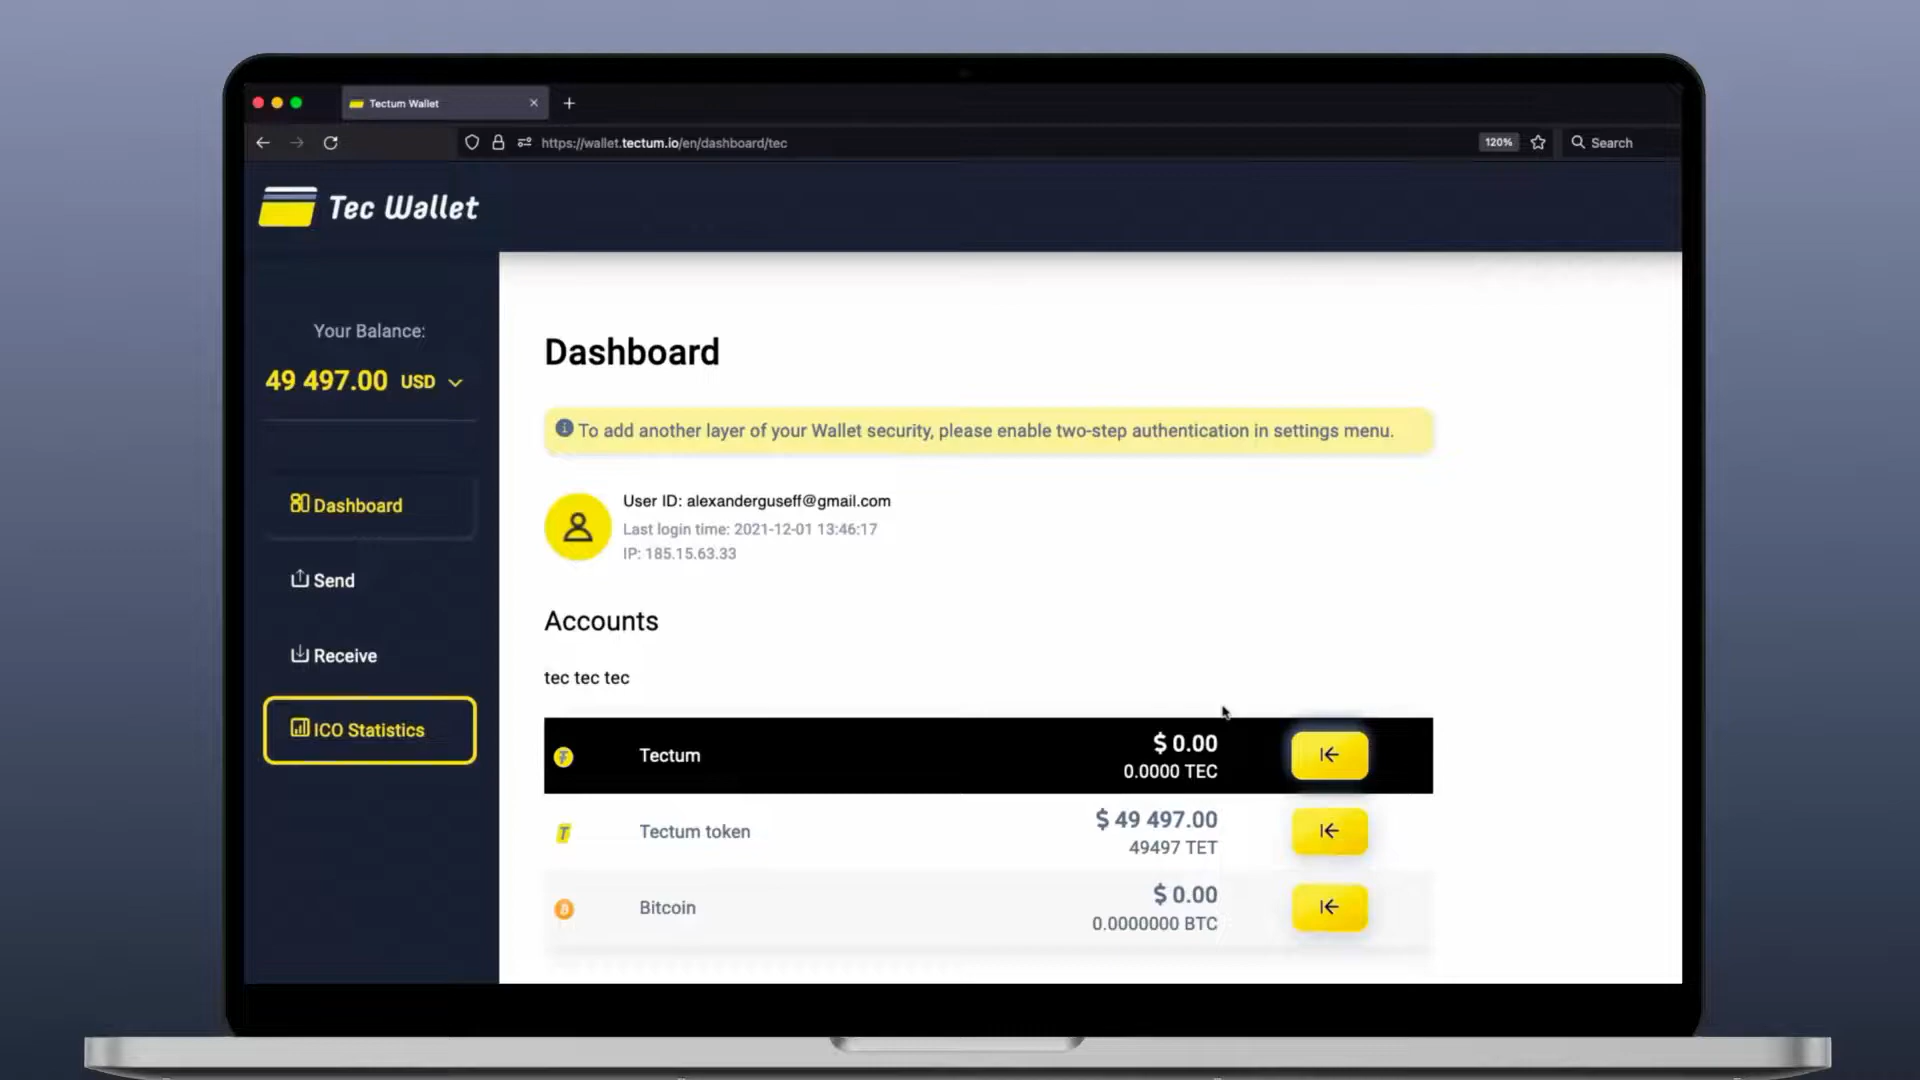 Tectum Wallet
https://wallet.tectum.io/en/dashboard/tec
120%
Search
Tec Wallet
Your Balance:
49 497.00 USD
Dashboard
Send
Receive
ICO Statistics
Dashboard
To add another layer of your Wallet security, please enable two-step authentication in settings menu.
User ID: alexanderguseff@gmail.com
Last login time: 2021-12-01 13:46:17
IP: 185.15.63.33
Accounts
tec tec tec
Tectum
$ 0.00
0.0000 TEC
Tectum token
$ 49 497.00
49497 TET
Bitcoin
$ 0.00
0.0000000 BTC